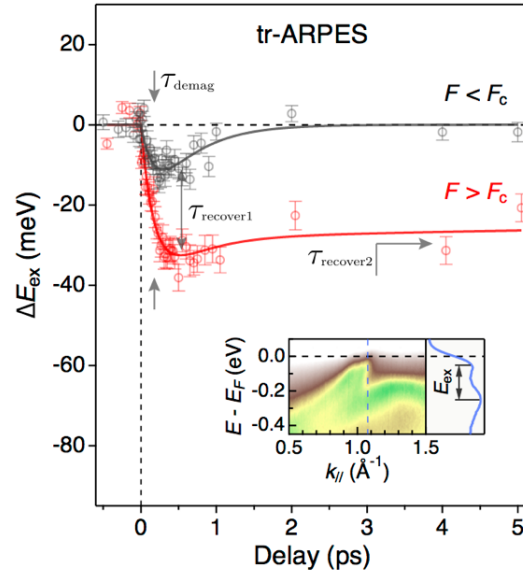 tr-ARPES
τdemag
F < Fc
τrecover1
F > Fc
τrecover2
ΔEex (meV)
20
0
-20
-40
-60
-80
0
1
2
3
4
5
Delay (ps)
E - EF (eV)
0.0
-0.2
-0.4
Eex
0.5
1.0
1.5
k// (Å-1)